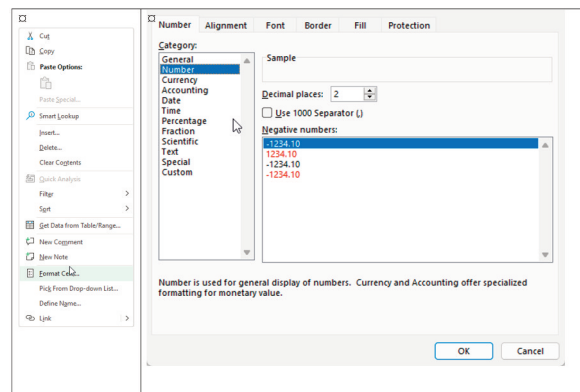 Cut
Copy
Paste Options:
Paste Special...
Smart Lookup
Insert...
Delete...
Clear Contents
Quick Analysis
Filter
Sort
Get Data from Table/Range...
New Comment
New Note
Format Cells...
Pick From Drop-down List...
Define Name...
Link
Number Alignment Font Border Fill Protection
Category:
General
Number
Currency
Accounting
Date
Time
Percentage
Fraction
Scientific
Text
Special
Custom
Sample
Decimal places: 2
Use 1000 Separator (,)
Negative numbers:
-1234.10
1234.10
-1234.10
-1234.10
Number is used for general display of numbers. Currency and Accounting offer specialized
formatting for monetary value.
OK Cancel